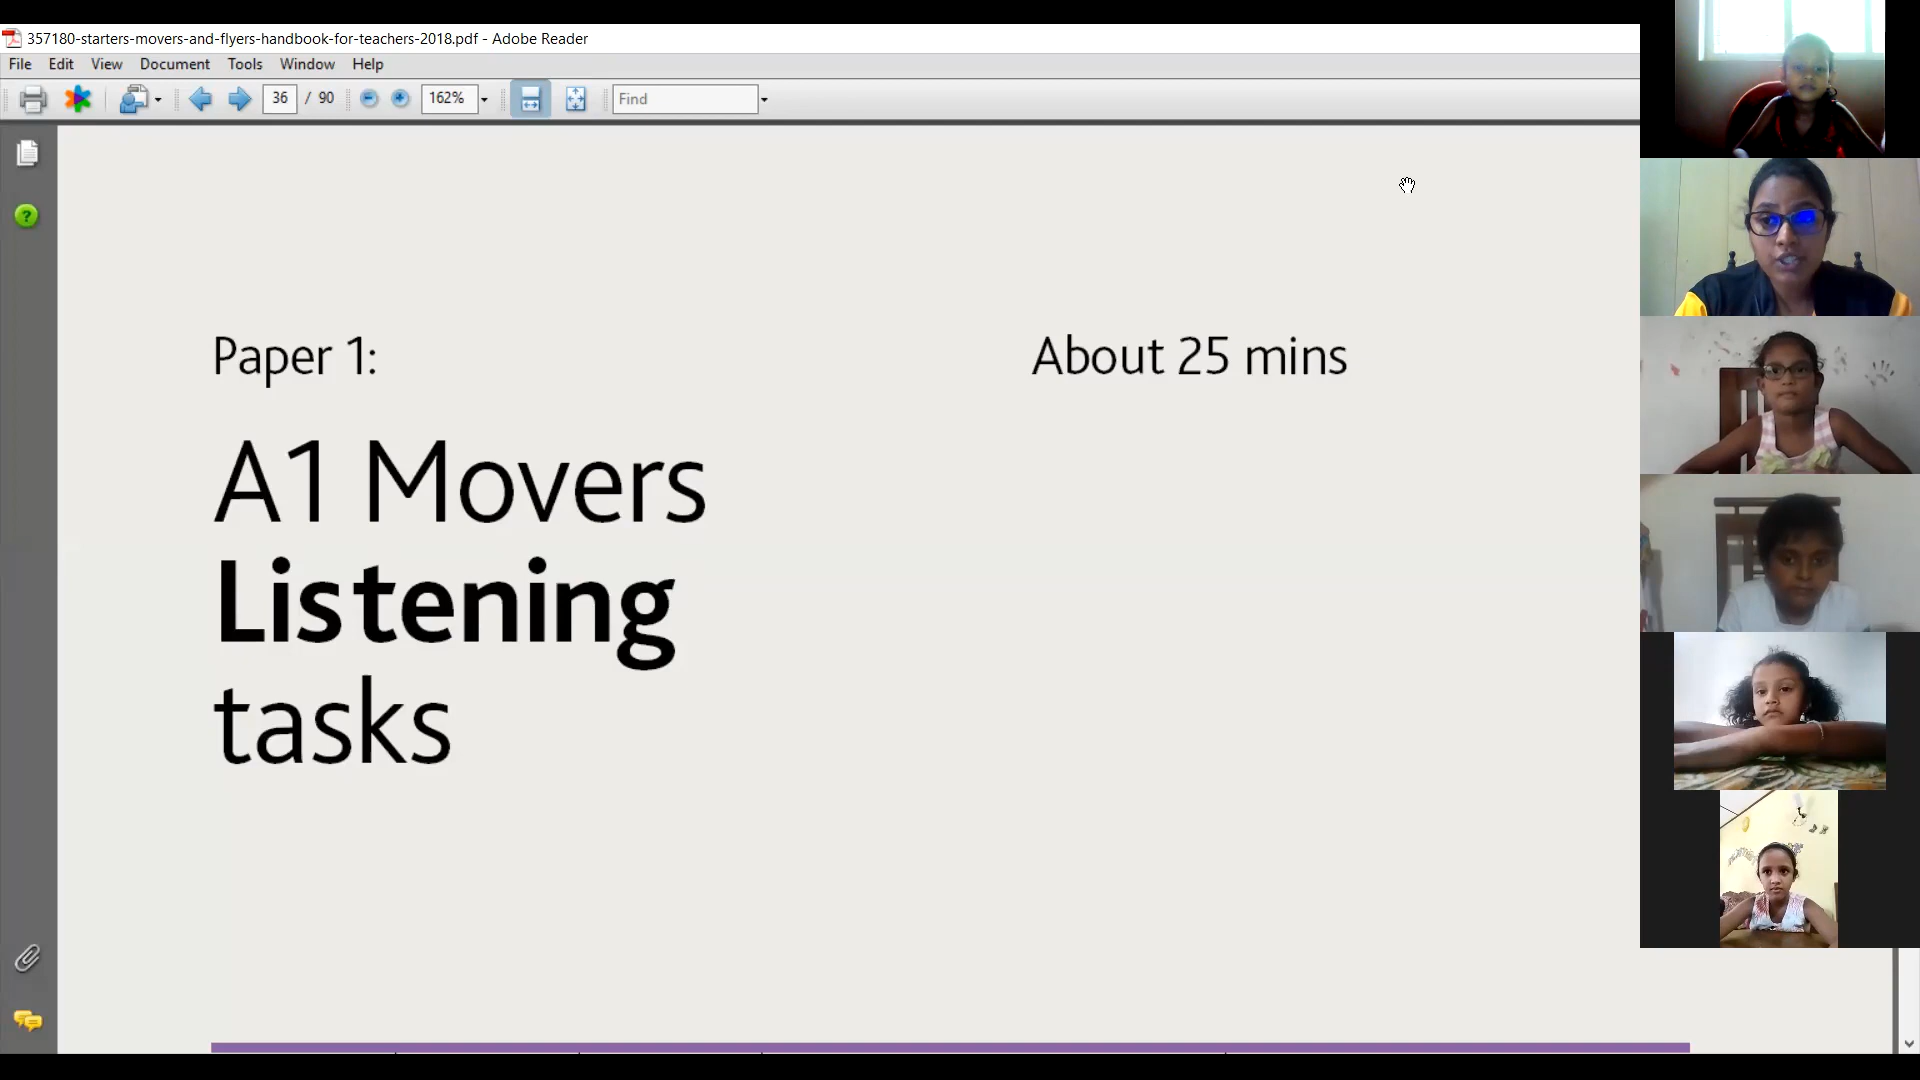 357180-starters-movers-and-flyers-handbook-for-teachers-2018.pdf - Adobe Reader
File Edit View Document Tools Window Help
36 / 90 162% Find
Paper 1:
About 25 mins
A1 Movers
Listening
tasks